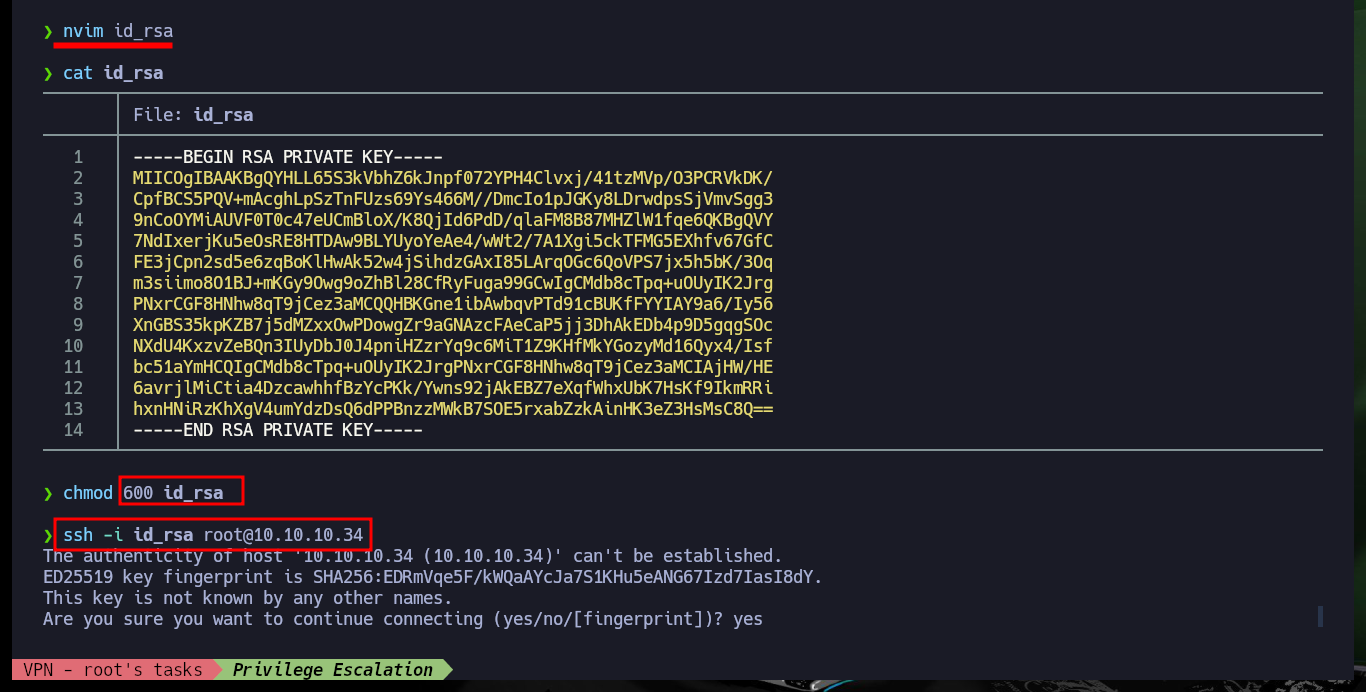 ❯ nvim id_rsa
❯ cat id_rsa
File: id_rsa
1 -----BEGIN RSA PRIVATE KEY-----
2 MIICOgIBAAKBgQYHLL65S3kVbhZ6kJnpf072YPH4Clvxj/41tzMVp/O3PCRVkDK/
3 CpfBCS5PQV+mAcghLpSzTnFUzs69Ys466M//DmcIo1pJGKy8LDrwdpsSjVmvSgg3
4 9nCoOYMiAUVF0T0c47eUCmBloX/K8QjId6PdD/qlaFM8B87MHZlW1fqe6QKBgQVY
5 7NdIxerjKu5eOsRE8HTDAw9BLYUyoYeAe4/wWt2/7A1Xgi5ckTFMG5EXhfv67GfC
6 FE3jCpn2sd5e6zqBoKlHwAk52w4jSihdzGAxI85LArqOGc6QoVPS7jx5h5bK/3Oq
7 m3siimo8O1BJ+mKGy9Owg9oZhBl28CfRyFuga99GCwIgCMdb8cTpq+uOUyIK2Jrg
8 PNxrCGF8HNhw8qT9jCez3aMCQQHBKGne1ibAwbqvPTd91cBUKfFYYIAY9a6/Iy56
9 XnGBS35kpKZB7j5dMZxxOwPDowgZr9aGNAzcFAeCaP5jj3DhAkEDb4p9D5gqgSOc
10 NXdU4KxzvZeBQn3IUyDbJ0J4pniHZzrYq9c6MiT1Z9KHfMkYGozyMd16Qyx4/Isf
11 bc51aYmHCQIgCMdb8cTpq+uOUyIK2JrgPNxrCGF8HNhw8qT9jCez3aMCIAjHW/HE
12 6avrjlMiCtia4DzcawhhfBzYcPKk/Ywns92jAkEBZ7eXqfWhxUbK7HsKf9IkmRRi
13 hxnHNiRzKhXgV4umYdzDsQ6dPPBnzzMWkB7SOE5rxabZzkAinHK3eZ3HsMsC8Q==
14 -----END RSA PRIVATE KEY-----
❯ chmod 600 id_rsa
❯ ssh -i id_rsa root@10.10.10.34
The authenticity of host '10.10.10.34 (10.10.10.34)' can't be established.
ED25519 key fingerprint is SHA256:EDRmVqe5F/kWQaAYcJa7S1KHu5eANG67Izd7IasI8dY.
This key is not known by any other names.
Are you sure you want to continue connecting (yes/no/[fingerprint])? yes
VPN - root's tasks Privilege Escalation